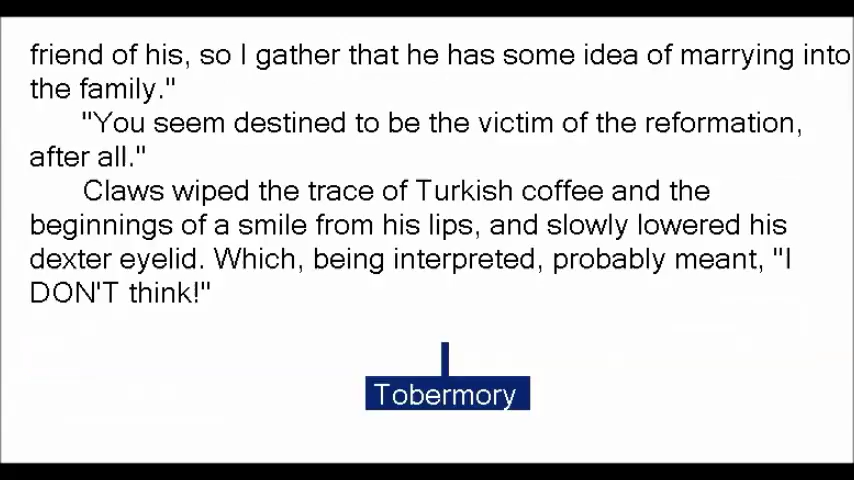 friend of his, so I gather that he has some idea of marrying into
the family."
"You seem destined to be the victim of the reformation,
after all."
Claws wiped the trace of Turkish coffee and the
beginnings of a smile from his lips, and slowly lowered his
dexter eyelid. Which, being interpreted, probably meant, "I
DON'T think!"
Tobermory